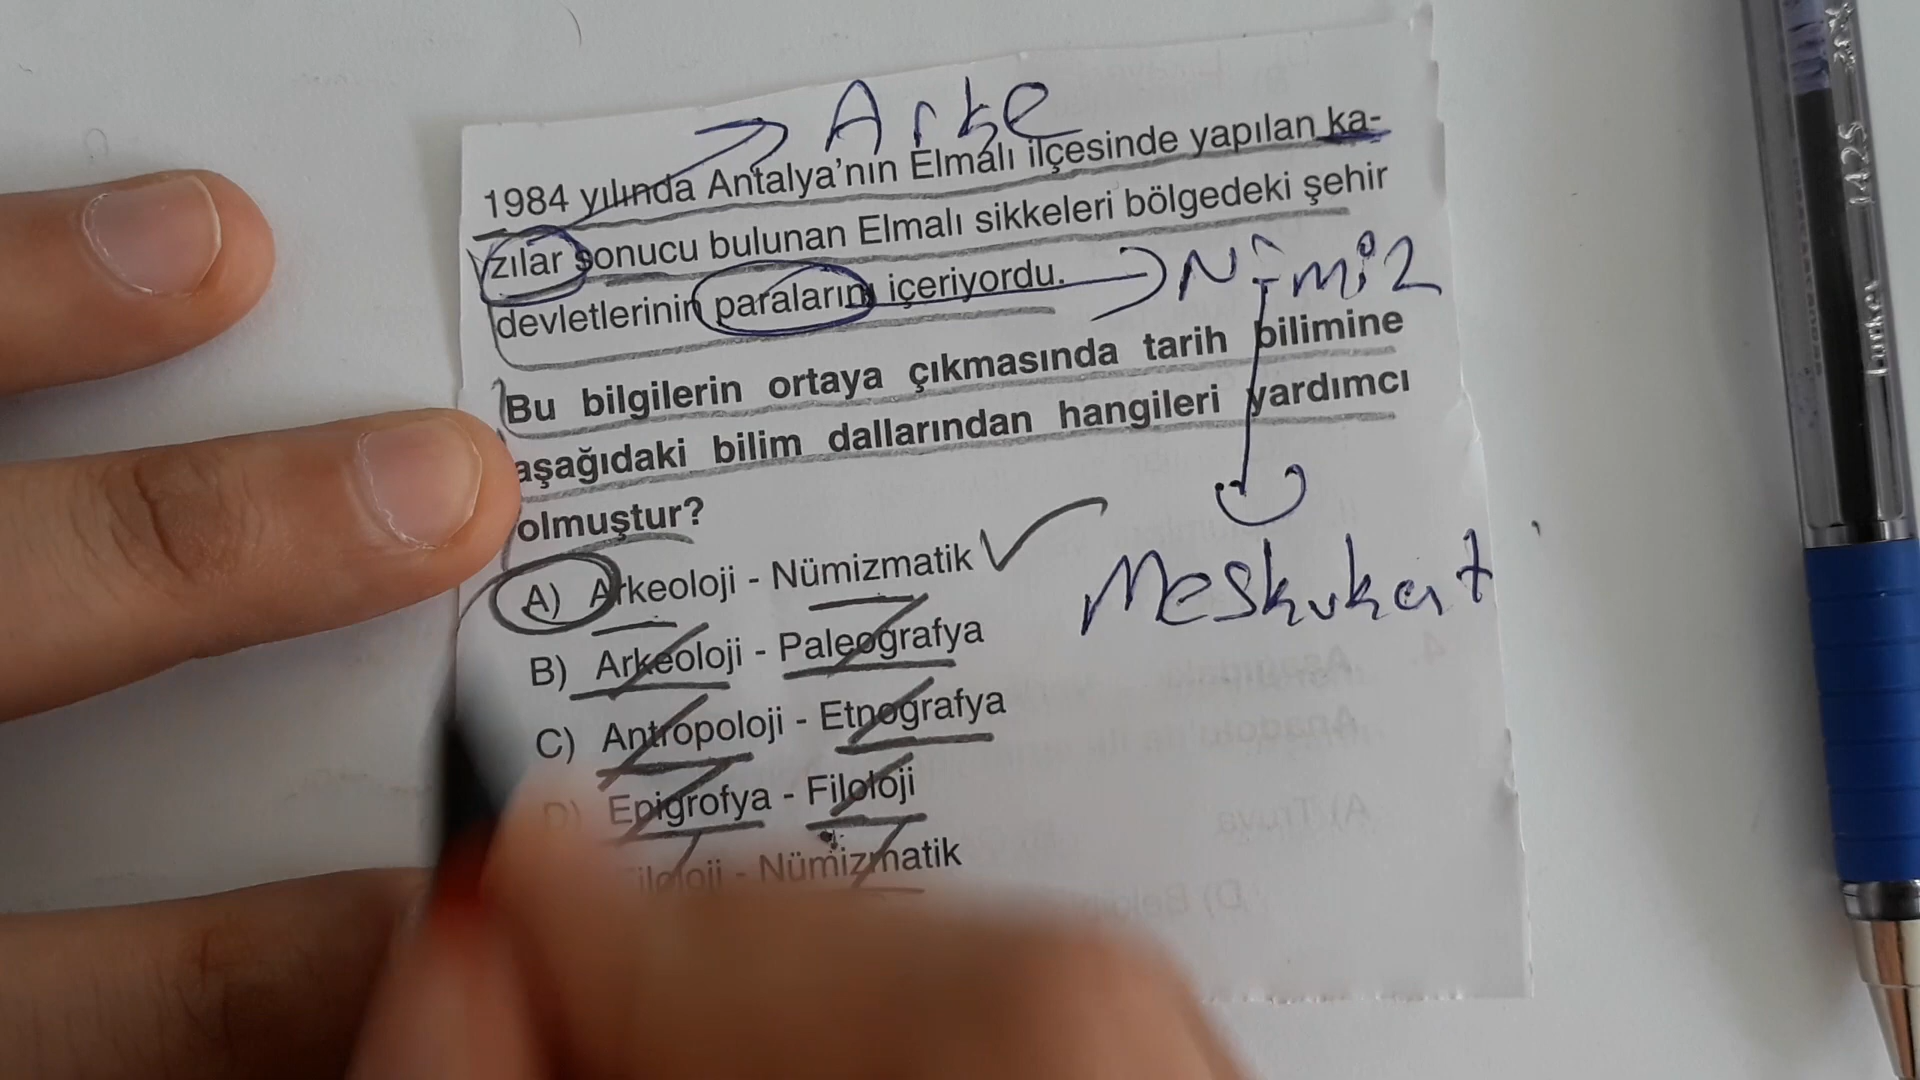 Arke
1984 yılında Antalya'nın Elmalı ilçesinde yapılan ka-
zılar sonucu bulunan Elmalı sikkeleri bölgedeki şehir
devletlerinin paralarını içeriyordu.
Nümiz
Bu bilgilerin ortaya çıkmasında tarih bilimine
aşağıdaki bilim dallarından hangileri yardımcı
olmuştur?
A) Arkeoloji - Nümizmatik
Meskukat
B) Arkeoloji - Paleografya
C) Antropoloji - Etnografya
D) Epigrofya - Filoloji
Filoloji - Nümizmatik